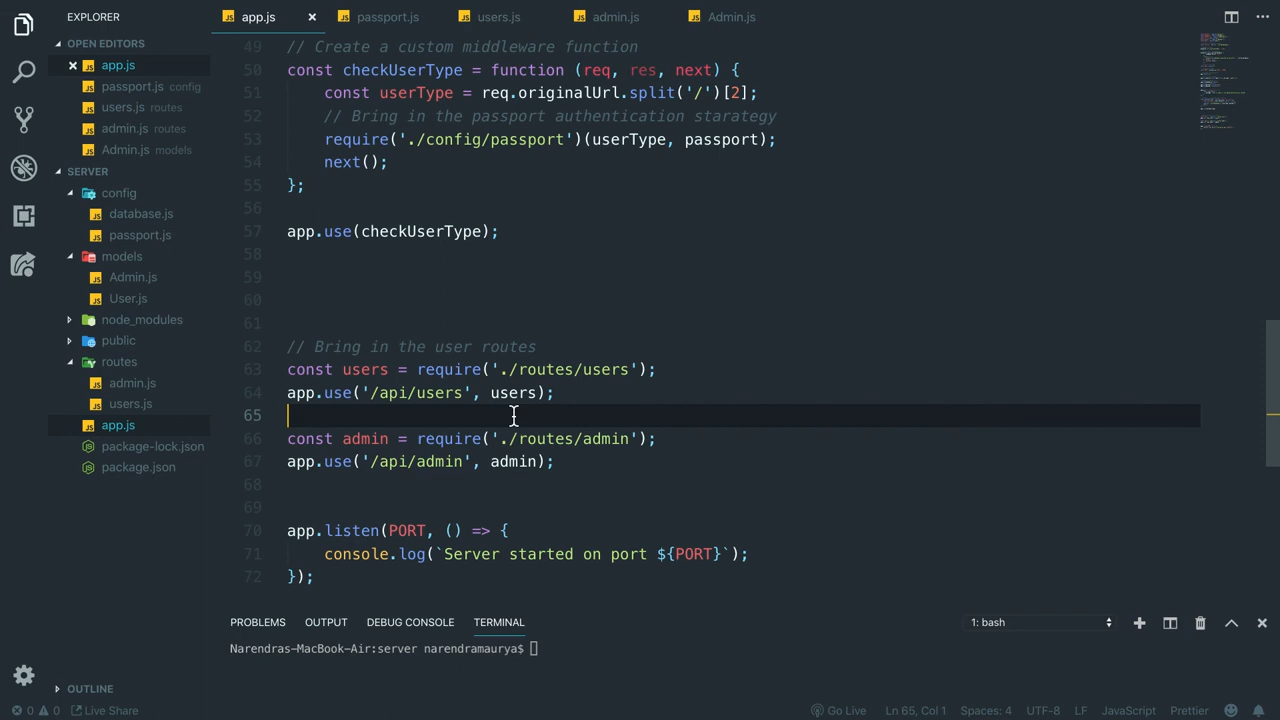 EXPLORER
app.js
passport.js
users.js
admin.js
Admin.js
OPEN EDITORS
app.js
passport.js config
users.js routes
admin.js routes
Admin.js models
SERVER
config
database.js
passport.js
models
Admin.js
User.js
node_modules
public
routes
admin.js
users.js
app.js
package-lock.json
package.json
OUTLINE
49 // Create a custom middleware function
50 const checkUserType = function (req, res, next) {
51 const userType = req.originalUrl.split('/')[2];
52 // Bring in the passport authentication starategy
53 require('./config/passport')(userType, passport);
54 next();
55 };
56
57 app.use(checkUserType);
58
59
60
61
62 // Bring in the user routes
63 const users = require('./routes/users');
64 app.use('/api/users', users);
65
66 const admin = require('./routes/admin');
67 app.use('/api/admin', admin);
68
69
70 app.listen(PORT, () => {
71 console.log(`Server started on port ${PORT}`);
72 });
PROBLEMS OUTPUT DEBUG CONSOLE TERMINAL 1: bash
Narendras-MacBook-Air:server narendramaurya$
0 0 Live Share Go Live Ln 65, Col 1 Spaces: 4 UTF-8 LF JavaScript Prettier